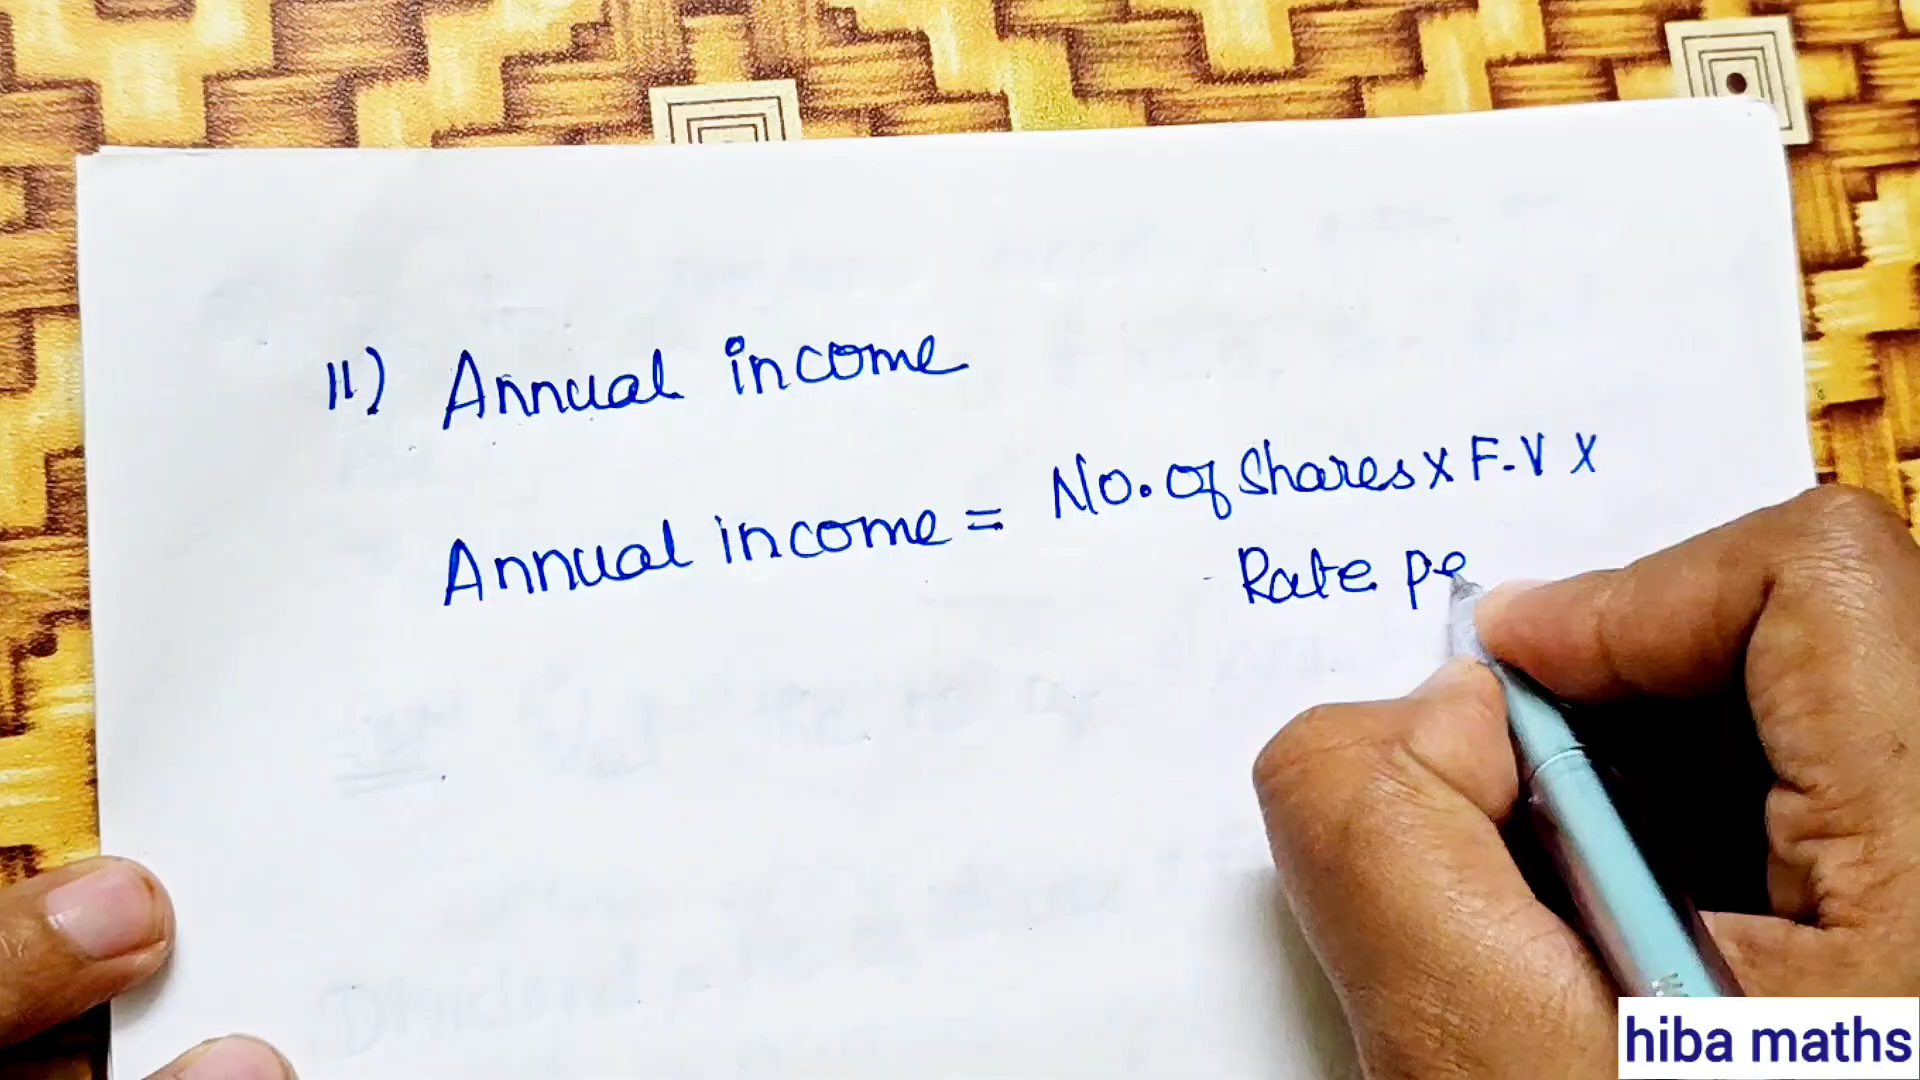 11) Annual income
Annual income = No. of shares x F.V x
Rate pe
hiba maths